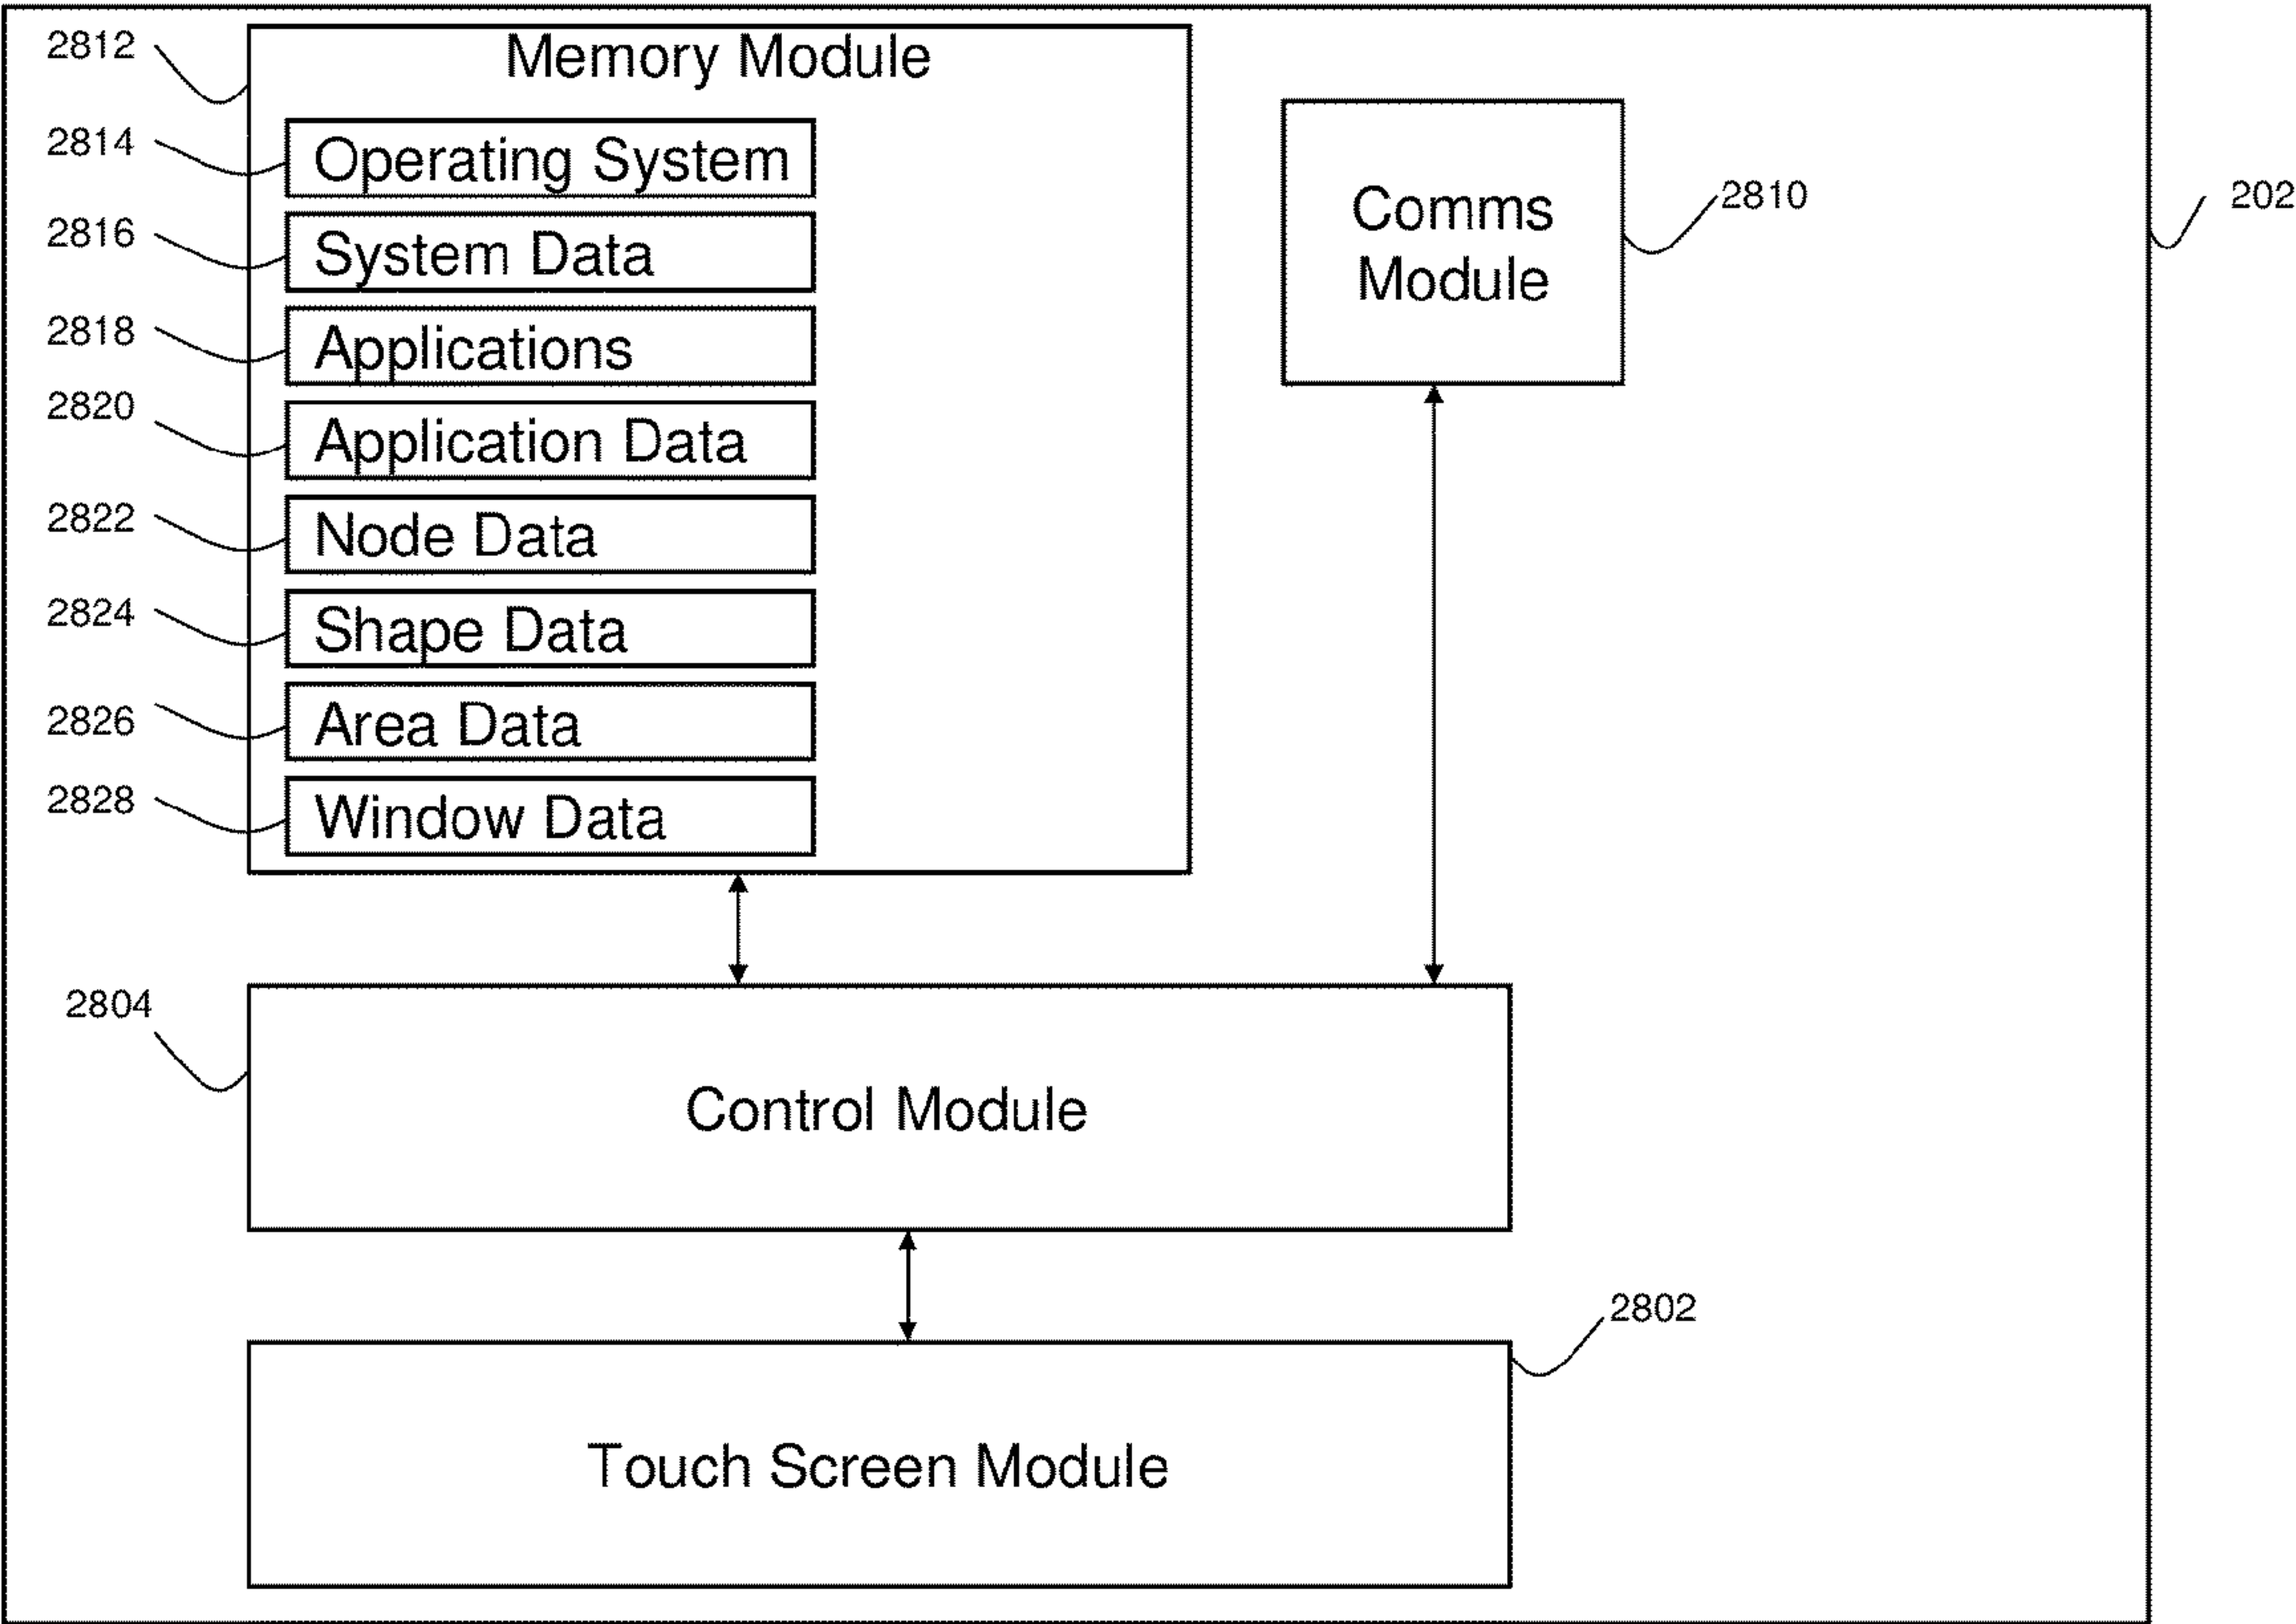 2812
Memory Module
2814
Operating System
2816
System Data
2818
Applications
2820
Application Data
2822
Node Data
2824
Shape Data
2826
Area Data
2828
Window Data
Comms
Module
2810
202
2804
Control Module
2802
Touch Screen Module